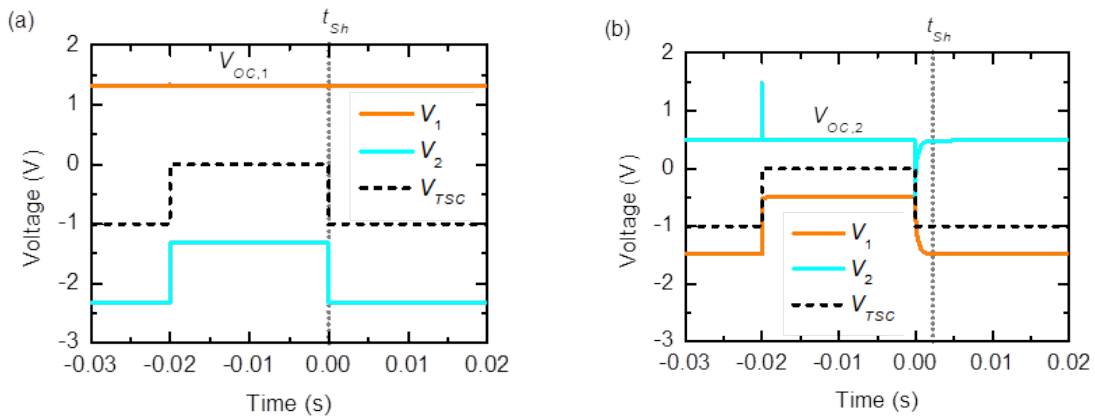 (a)
t_Sh
2
1
0
-1
-2
-3
Voltage (V)
V_OC,1
V_1
V_2
V_TSC
-0.03 -0.02 -0.01 0.00 0.01 0.02
Time (s)
(b)
t_Sh
2
1
0
-1
-2
-3
Voltage (V)
V_OC,2
V_1
V_2
V_TSC
-0.03 -0.02 -0.01 0.00 0.01 0.02
Time (s)